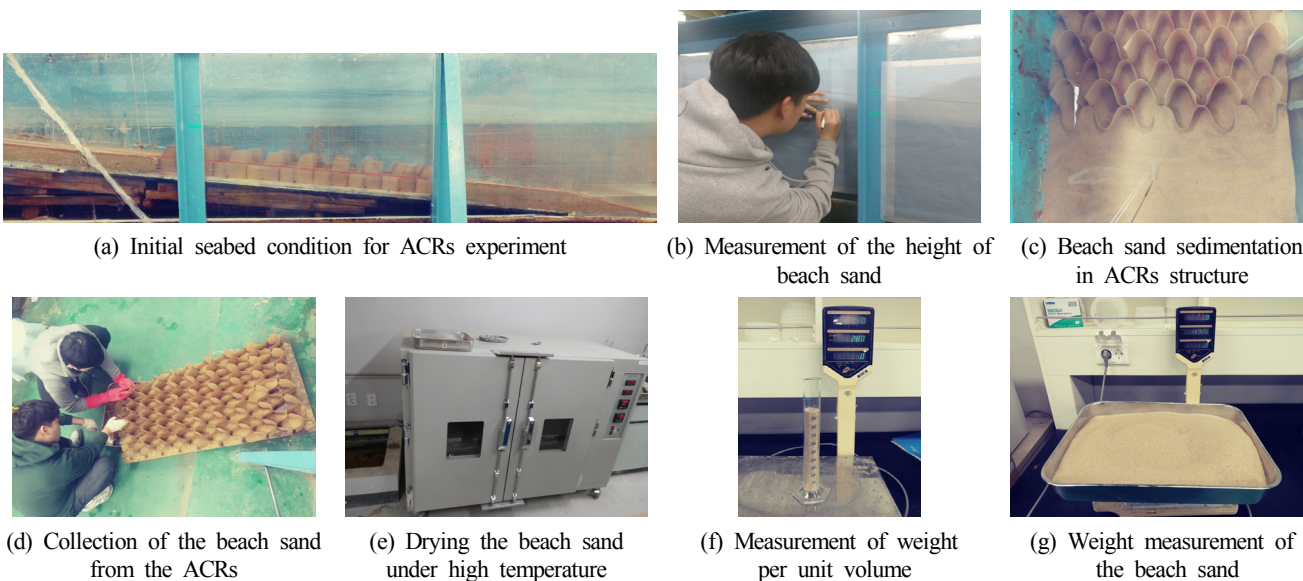 (a) Initial seabed condition for ACRs experiment
(b) Measurement of the height of
beach sand
(c) Beach sand sedimentation
in ACRs structure
(d) Collection of the beach sand
from the ACRs
(e) Drying the beach sand
under high temperature
(f) Measurement of weight
per unit volume
(g) Weight measurement of
the beach sand